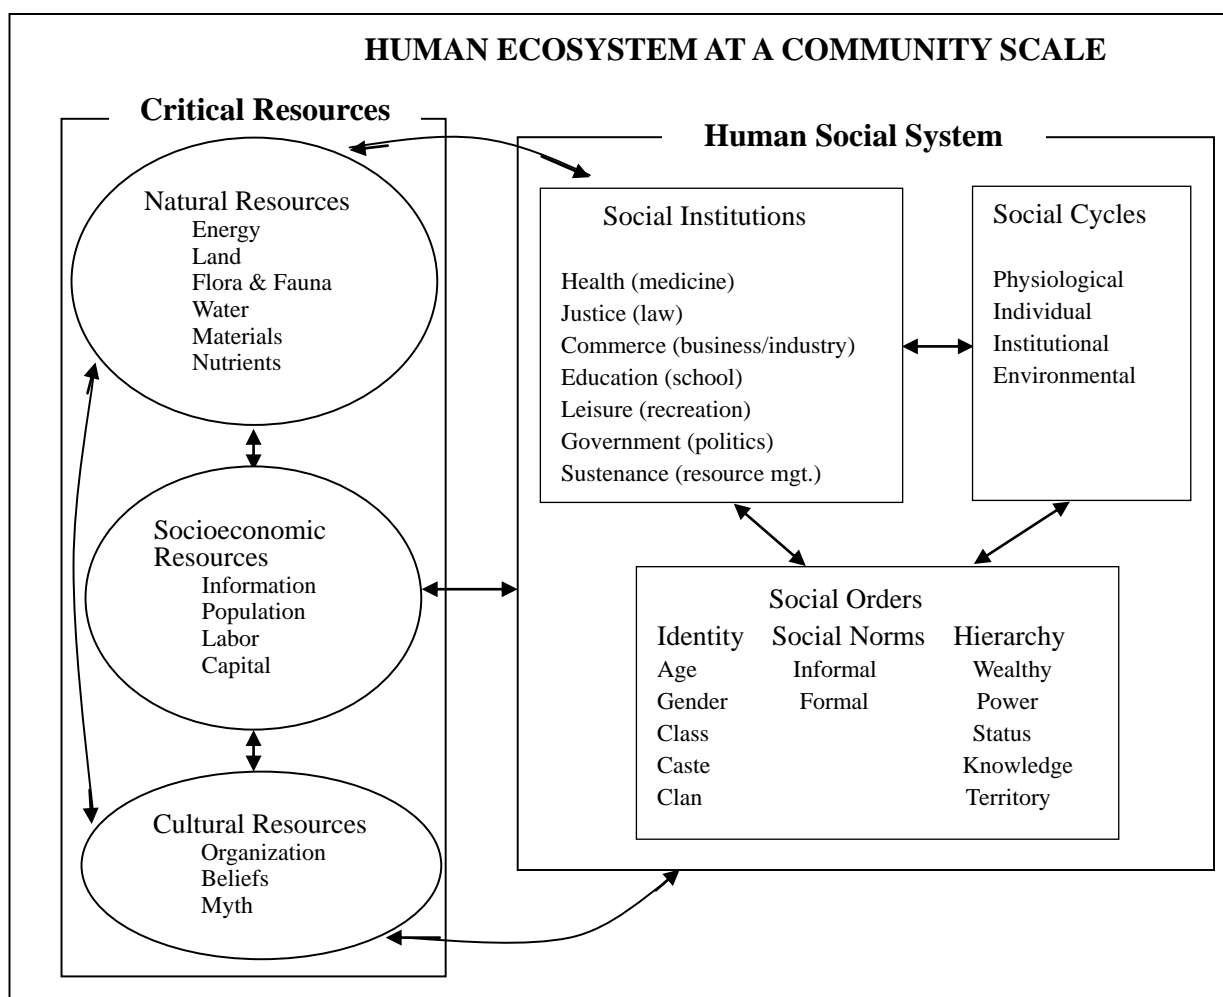 HUMAN ECOSYSTEM AT A COMMUNITY SCALE
Critical Resources
Natural Resources
Energy
Land
Flora & Fauna
Water
Materials
Nutrients
Socioeconomic
Resources
Information
Population
Labor
Capital
Cultural Resources
Organization
Beliefs
Myth
Human Social System
Social Institutions
Health (medicine)
Justice (law)
Commerce (business/industry)
Education (school)
Leisure (recreation)
Government (politics)
Sustenance (resource mgt.)
Social Cycles
Physiological
Individual
Institutional
Environmental
Social Orders
Identity
Age
Gender
Class
Caste
Clan
Social Norms
Informal
Formal
Hierarchy
Wealthy
Power
Status
Knowledge
Territory